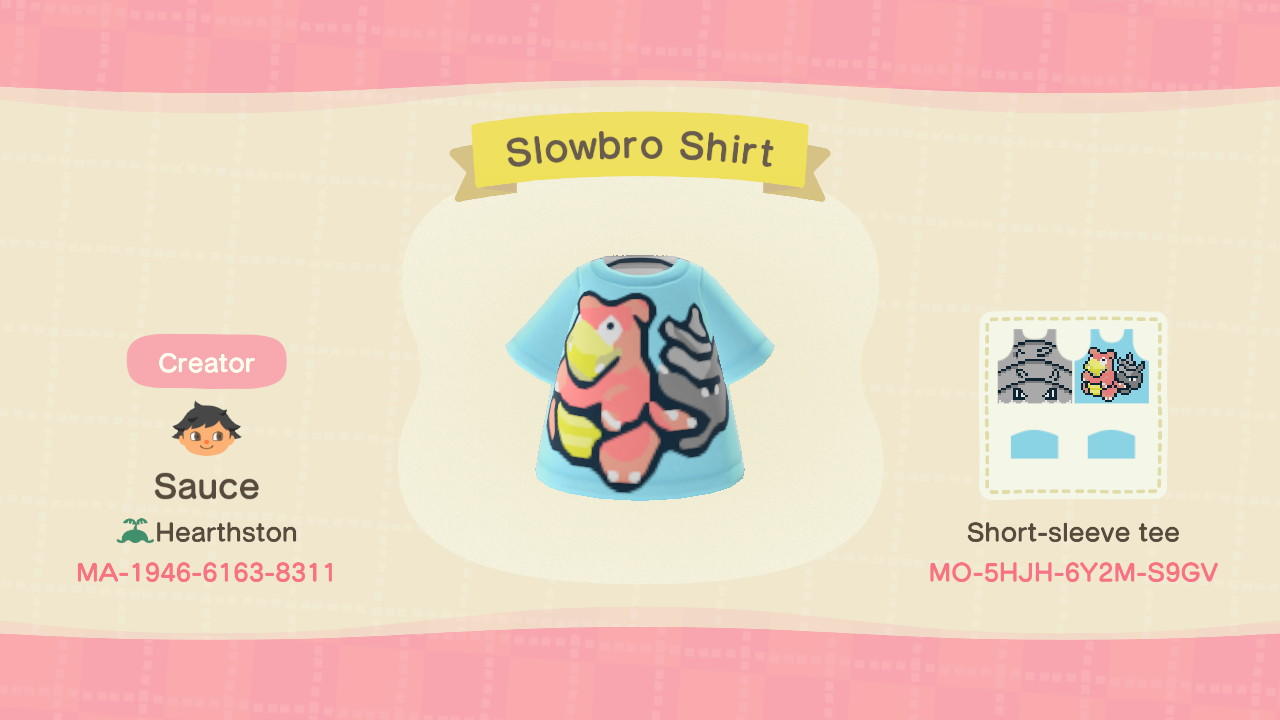 Slowbro Shirt
Creator
Sauce
Hearthston
MA-1946-6163-8311
Short-sleeve tee
MO-5HJH-6Y2M-S9GV